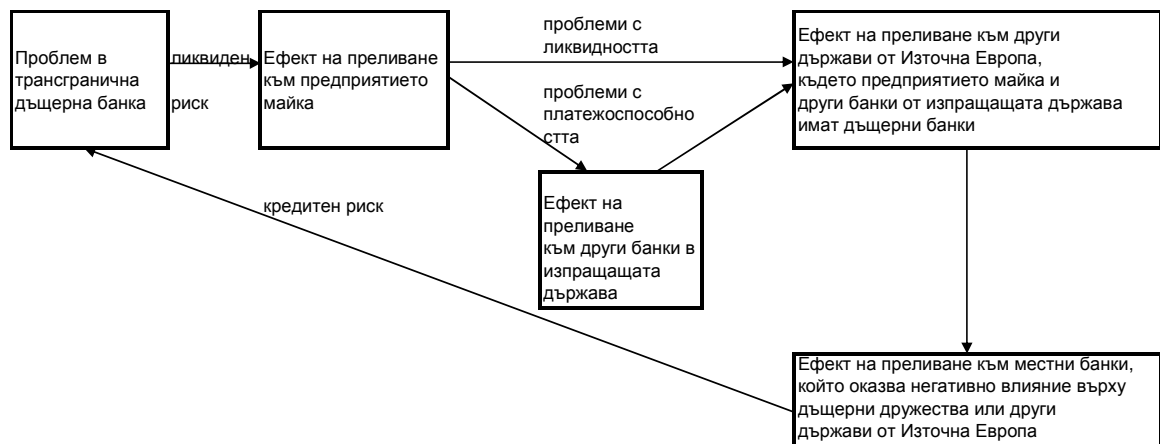 Проблем в
трансгранична
дъщерна банка
ликвиден
риск
Ефект на преливане
към предприятието
майка
проблеми с
ликвидността
проблеми с
платежоспособно
стта
Ефект на преливане към други
държави от Източна Европа,
където предприятието майка и
други банки от изпращащата държава
имат дъщерни банки
Ефект на
преливане
към други банки в
изпращащата
държава
кредитен риск
Ефект на преливане към местни банки,
който оказва негативно влияние върху
дъщерни дружества или други
държави от Източна Европа